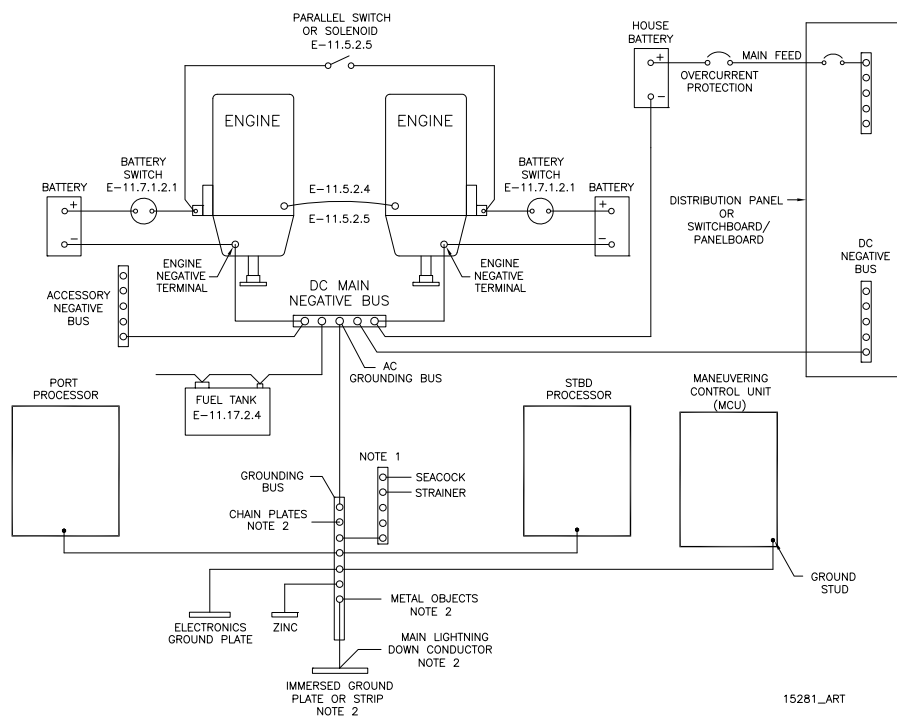 PARALLEL SWITCH
OR SOLENOID
E-11.5.2.5
HOUSE
BATTERY
+
-
MAIN FEED
OVERCURRENT
PROTECTION
ENGINE
ENGINE
BATTERY
SWITCH
E-11.7.1.2.1
BATTERY
+
-
E-11.5.2.4
E-11.5.2.5
BATTERY
SWITCH
E-11.7.1.2.1
BATTERY
+
-
DISTRIBUTION PANEL
OR
SWITCHBOARD/
PANELBOARD
DC
NEGATIVE
BUS
ENGINE
NEGATIVE
TERMINAL
ENGINE
NEGATIVE
TERMINAL
DC MAIN
NEGATIVE BUS
ACCESSORY
NEGATIVE
BUS
AC
GROUNDING BUS
FUEL TANK
E-11.17.2.4
PORT
PROCESSOR
STBD
PROCESSOR
MANEUVERING
CONTROL UNIT
(MCU)
NOTE 1
SEACOCK
STRAINER
GROUNDING
BUS
CHAIN PLATES
NOTE 2
GROUND
STUD
METAL OBJECTS
NOTE 2
ELECTRONICS
GROUND PLATE
ZINC
MAIN LIGHTNING
DOWN CONDUCTOR
NOTE 2
IMMERSED GROUND
PLATE OR STRIP
NOTE 2
15281_ART